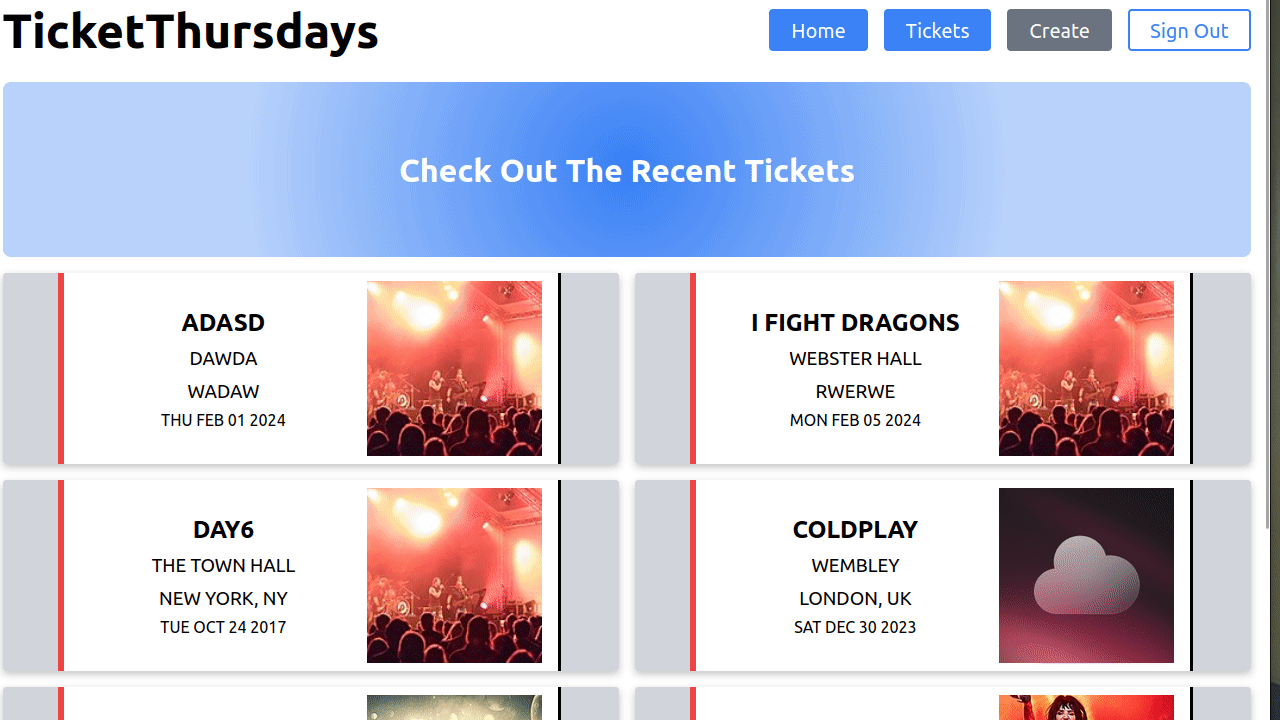 TicketThursdays
Home
Tickets
Create
Sign Out
Check Out The Recent Tickets
ADASD
DAWDA
WADAW
THU FEB 01 2024
I FIGHT DRAGONS
WEBSTER HALL
RWERWE
MON FEB 05 2024
DAY6
THE TOWN HALL
NEW YORK, NY
TUE OCT 24 2017
COLDPLAY
WEMBLEY
LONDON, UK
SAT DEC 30 2023